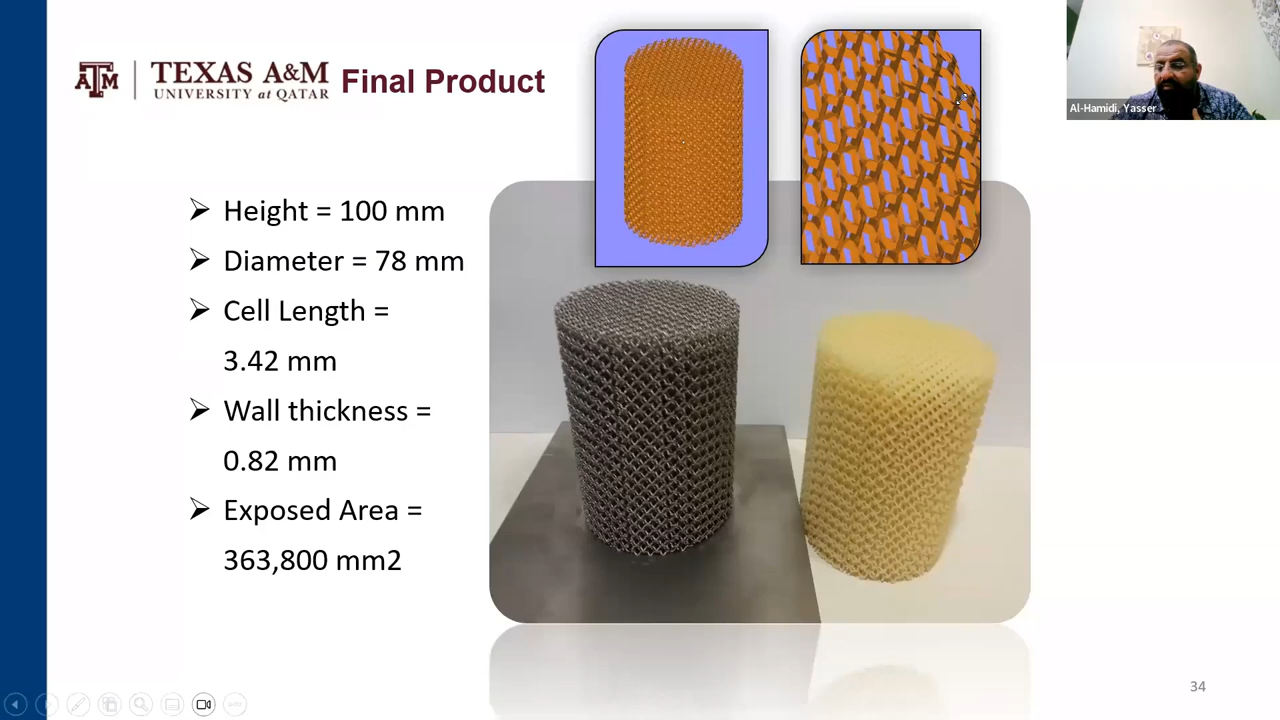 TEXAS A&M
UNIVERSITY at QATAR
Final Product
Al-Hamidi, Yasser
➢ Height = 100 mm
➢ Diameter = 78 mm
➢ Cell Length =
3.42 mm
➢ Wall thickness =
0.82 mm
➢ Exposed Area =
363,800 mm2
34